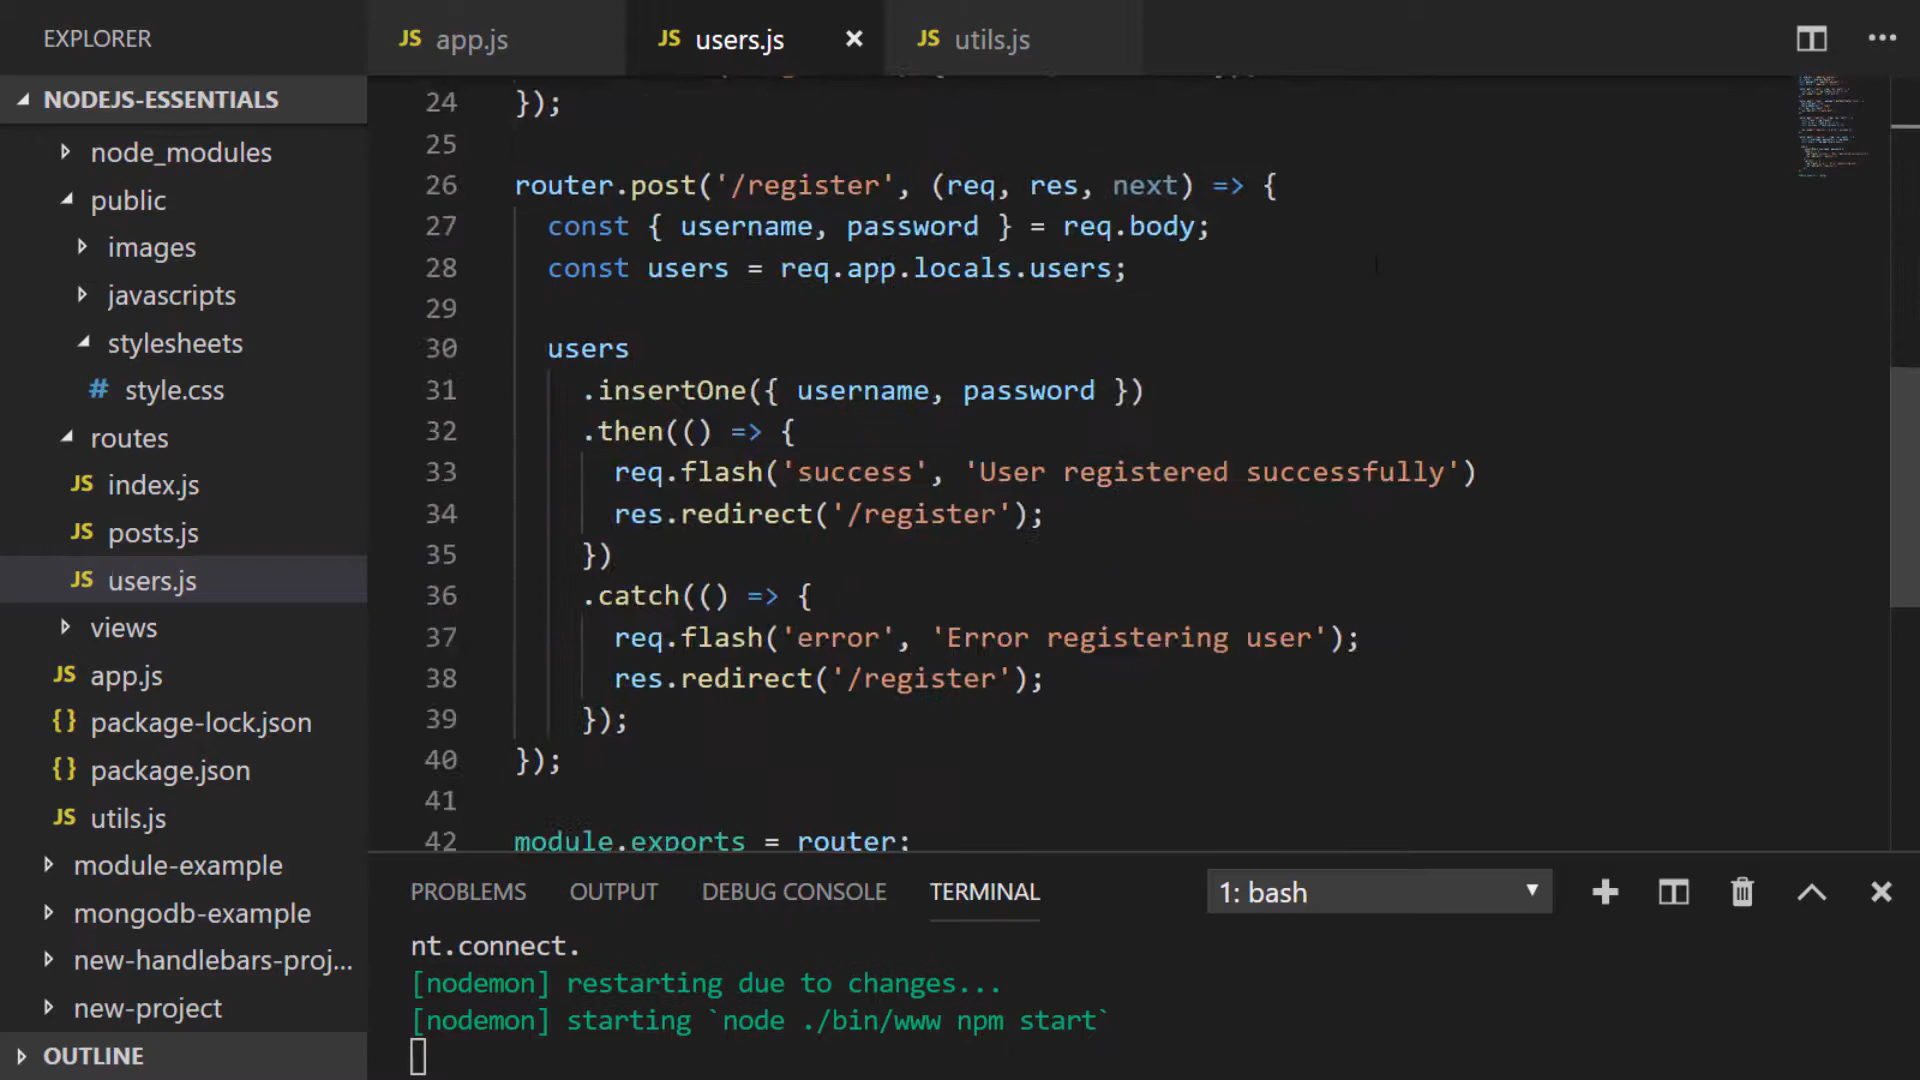 EXPLORER
NODEJS-ESSENTIALS
node_modules
public
images
javascripts
stylesheets
# style.css
routes
JS index.js
JS posts.js
JS users.js
views
JS app.js
{} package-lock.json
{} package.json
JS utils.js
module-example
mongodb-example
new-handlebars-proj...
new-project
OUTLINE
JS app.js
JS users.js
JS utils.js
24 });
25
26 router.post('/register', (req, res, next) => {
27 const { username, password } = req.body;
28 const users = req.app.locals.users;
29
30 users
31 .insertOne({ username, password })
32 .then(() => {
33 req.flash('success', 'User registered successfully')
34 res.redirect('/register');
35 })
36 .catch(() => {
37 req.flash('error', 'Error registering user');
38 res.redirect('/register');
39 });
40 });
41
42 module.exports = router;
PROBLEMS OUTPUT DEBUG CONSOLE TERMINAL 1: bash
nt.connect.
[nodemon] restarting due to changes...
[nodemon] starting `node ./bin/www npm start`